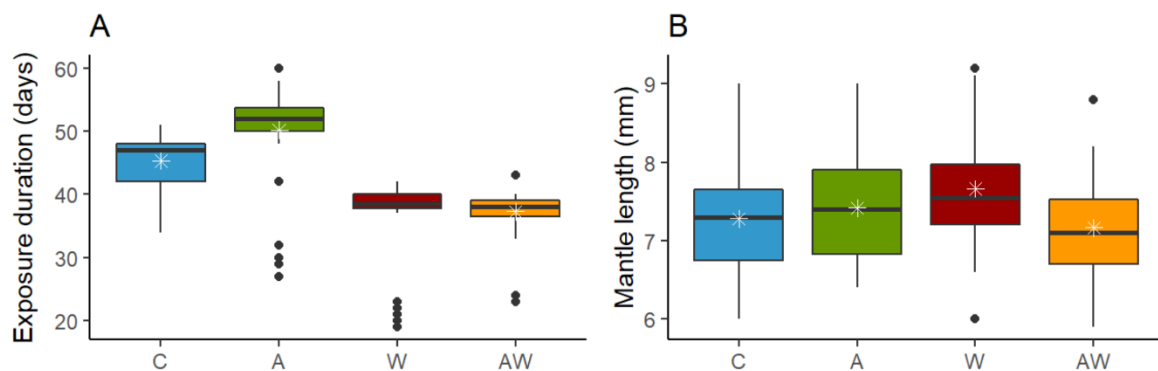 A
Exposure duration (days)
60
50
40
30
20
C A W AW
B
Mantle length (mm)
9
8
7
6
C A W AW